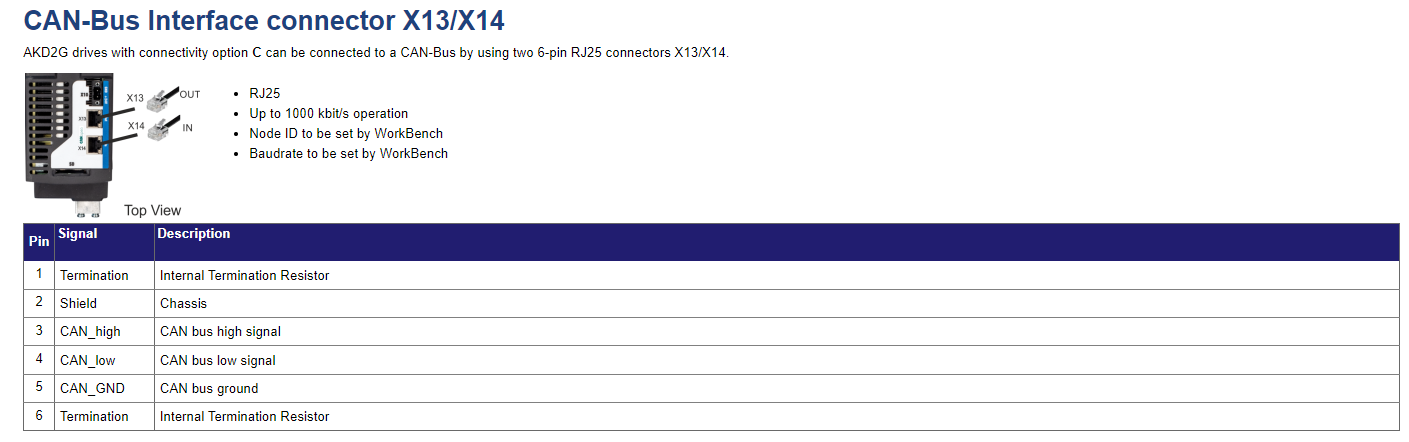 CAN-Bus Interface connector X13/X14
AKD2G drives with connectivity option C can be connected to a CAN-Bus by using two 6-pin RJ25 connectors X13/X14.
X13
OUT
X14
IN
Top View
RJ25
Up to 1000 kbit/s operation
Node ID to be set by WorkBench
Baudrate to be set by WorkBench
Pin Signal Description
1 Termination Internal Termination Resistor
2 Shield Chassis
3 CAN_high CAN bus high signal
4 CAN_low CAN bus low signal
5 CAN_GND CAN bus ground
6 Termination Internal Termination Resistor